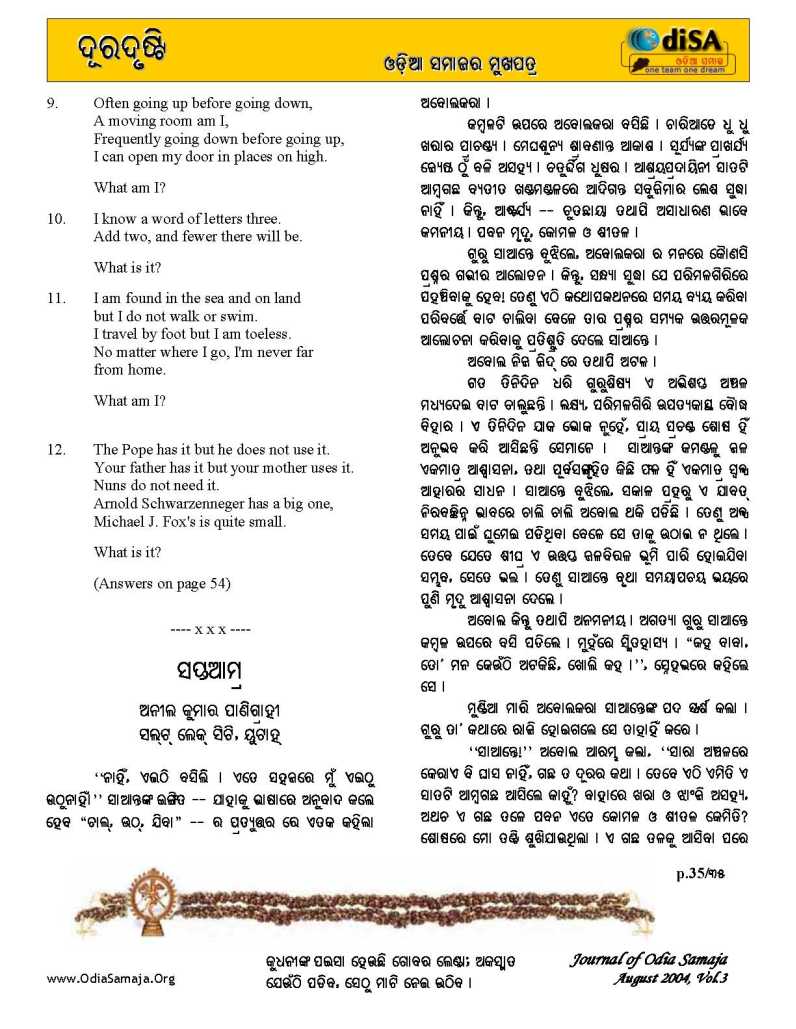 ଦୂରଦୃଷ୍ଟି
ଓଡ଼ିଆ ସମାଜର ମୁଖପତ୍ର
OdiSA
ଓଡ଼ିଆ ସମାଜ
one team one dream
9. Often going up before going down,
A moving room am I,
Frequently going down before going up,
I can open my door in places on high.
What am I?
10. I know a word of letters three.
Add two, and fewer there will be.
What is it?
11. I am found in the sea and on land
but I do not walk or swim.
I travel by foot but I am toeless.
No matter where I go, I'm never far
from home.
What am I?
12. The Pope has it but he does not use it.
Your father has it but your mother uses it.
Nuns do not need it.
Arnold Schwarzenneger has a big one,
Michael J. Fox's is quite small.
What is it?
(Answers on page 54)
---- x x x ----
ସପ୍ତଆମ୍ର
ଅନୀଲ କୁମାର ପାଣିଗ୍ରାହୀ
ସଲ୍ଟ୍ ଲେକ୍ ସିଟି, ୟୁଟାହ୍
‘‘ନାହିଁ, ଏଇଠି ବସିଲି । ଏତେ ସହଜରେ ମୁଁ ଏଇଠୁ
ଉଠୁନାହିଁ’’ ସାଆନ୍ତଙ୍କ ଇଙ୍ଗିତ -- ଯାହାକୁ ଭାଷାରେ ଅନୁବାଦ କଲେ
ହେବ “ଚାଲ୍, ଉଠ୍, ଯିବା” -- ର ପ୍ରତ୍ୟୁତ୍ତର ରେ ଏତକ କହିଲା
ଅବୋଲକରା ।
କମ୍ବଳଟି ଉପରେ ଅବୋଲକରା ବସିଛି । ଚାରିଆଡେ ଧୁ ଧୁ
ଖରାର ପ୍ରାଚଣ୍ଡ୍ୟ । ମେଘଶୂନ୍ୟ ଶ୍ରାବଣାନ୍ତ ଆକାଶ । ସୂର୍ଯ୍ୟଙ୍କ ପ୍ରାଖର୍ଯ୍ୟ
ଜ୍ୟେଷ୍ଠ ଠୁଁ ବଳି ଅସହ୍ୟ । ଚତୁର୍ଦ୍ଦିଗ ଧୂଷର । ଆଶ୍ରୟପ୍ରଦାୟିନୀ ସାତଟି
ଆମ୍ବଗଛ ବ୍ୟତୀତ ଖଣ୍ଡମଣ୍ଡଳରେ ଆଦିଗନ୍ତ ସବୁଜିମାର ଲେଷ ସୁଦ୍ଧା
ନାହିଁ । କିନ୍ତୁ, ଆଶ୍ଚର୍ଯ୍ୟ -- ଚୂତଛାୟା ତଥାପି ଅସାଧାରଣ ଭାବେ
କମନୀୟ । ପବନ ମୃଦୁ, କୋମଳ ଓ ଶୀତଳ ।
ଗୁରୁ ସାଆନ୍ତେ ବୁଝିଲେ, ଅବୋଲକରା ର ମନରେ କୌଣସି
ପ୍ରଶ୍ନର ଗଭୀର ଆଲୋଡନ । କିନ୍ତୁ, ସନ୍ଧ୍ୟା ସୁଦ୍ଧା ଯେ ପରିମଳଗିରିରେ
ପହଞ୍ଚିବାକୁ ହେବ! ତେଣୁ ଏଠି କଥୋପକଥନରେ ସମୟ ବ୍ୟୟ କରିବା
ପରିବର୍ତ୍ତେ ବାଟ ଚାଲିବା ବେଳେ ତାର ପ୍ରଶ୍ନର ସମ୍ୟକ ଉତ୍ତରମୂଳକ
ଆଲୋଚନା କରିବାକୁ ପ୍ରତିଶ୍ରୁତି ଦେଲେ ସାଆନ୍ତେ ।
ଅବୋଲ ନିଜ ଜିଦ୍ ରେ ତଥାପି ଅଟଳ ।
ଗତ ତିନିଦିନ ଧରି ଗୁରୁଶିଷ୍ୟ ଏ ଅଭିଶପ୍ତ ଅଞ୍ଚଳ
ମଧ୍ୟଦେଇ ବାଟ ଚାଲୁଛନ୍ତି । ଲକ୍ଷ୍ୟ, ପରିମଳଗିରି ଉପତ୍ୟକାସ୍ଥ ବୌଦ୍ଧ
ବିହାର । ଏ ତିନିଦିନ ଯାକ ଭୋକ ନୁହେଁ, ପ୍ରାୟ ପ୍ରଚଣ୍ଡ ଶୋଷ ହିଁ
ଅନୁଭବ କରି ଆସିଛନ୍ତି ସେମାନେ । ସାଆନ୍ତଙ୍କ କମଣ୍ଡଳୁ ଜଳ
ଏକମାତ୍ର ଆଶ୍ୱାସନା, ତଥା ପୂର୍ବସଂଗୃହିତ କିଛି ଫଳ ହିଁ ଏକମାତ୍ର ସ୍ୱଳ୍ପ
ଆହାରର ସାଧନ । ସାଆନ୍ତେ ବୁଝିଲେ, ସକାଳ ପହରୁ ଏ ଯାବତ୍
ନିରବଚ୍ଛିନ୍ନ ଭାବରେ ଚାଲି ଚାଲି ଅବୋଲ ଥକି ପଡିଛି । ତେଣୁ ଅଳ୍ପ
ସମୟ ପାଇଁ ଘୁମେଇ ପଡିଥିବା ବେଳେ ସେ ତାକୁ ଉଠାଇ ନ ଥିଲେ ।
ତେବେ ଯେତେ ଶୀଘ୍ର ଏ ଉତ୍ତପ୍ତ ଜଳବିରଳ ଭୂମି ପାରି ହୋଇଯିବା
ସମ୍ଭବ, ସେତେ ଭଲ । ତେଣୁ ସାଆନ୍ତେ ବୃଥା ସମୟାପଚୟ ଭୟରେ
ପୁଣି ମୃଦୁ ଆଶ୍ୱାସନା ଦେଲେ ।
ଅବୋଲ କିନ୍ତୁ ତଥାପି ଅନମନୀୟ । ଅଗତ୍ୟା ଗୁରୁ ସାଆନ୍ତେ
କମ୍ବଳ ଉପରେ ବସି ପଡିଲେ । ମୁହଁରେ ସ୍ମିତହାସ୍ୟ । “କହ ବାବା,
ତୋ’ ମନ କେଉଁଠି ଅଟକିଛି, ଖୋଲି କହ ।’’, ସ୍ନେହଭରେ କହିଲେ
ସେ ।
ମୁଣ୍ଡିଆ ମାରି ଅବୋଲକରା ସାଆନ୍ତେଙ୍କ ପଦ ସ୍ପର୍ଶ କଲା ।
ଗୁରୁ ତା’ କଥାରେ ରାଜି ହୋଇଗଲେ ସେ ତାହାହିଁ କରେ ।
‘‘ସାଆନ୍ତେ!’’ ଅବୋଲ ଆରମ୍ଭ କଲା, ‘‘ସାରା ଅଞ୍ଚଳରେ
କେରାଏ ବି ଘାସ ନାହିଁ, ଗଛ ତ ଦୂରର କଥା । ତେବେ ଏଠି ଏମିତି ଏ
ସାତଟି ଆମ୍ବଗଛ ଆସିଲେ କାହୁଁ? ବାହାରେ ଖରା ଓ ଝାଂଜି ଅସହ୍ୟ,
ଅଥଚ ଏ ଗଛ ତଳେ ପବନ ଏତେ କୋମଳ ଓ ଶୀତଳ କେମିତି?
ଶୋଷରେ ମୋ ତଣ୍ଟି ଶୁଖିଯାଉଥିଲା । ଏ ଗଛ ତଳକୁ ଆସିବା ପରେ
p.35/୩୫
www.OdiSamaja.Org
କୁଧନୀଙ୍କ ପଇସା ହେଉଛି ଗୋବର ଲେଣ୍ଡା; ଅକସ୍ମାତ
ଯେଉଁଠି ପଡିବ, ସେଠୁ ମାଟି ନେଇ ଉଠିବ ।
Journal of Odia Samaja
August 2004, Vol.3